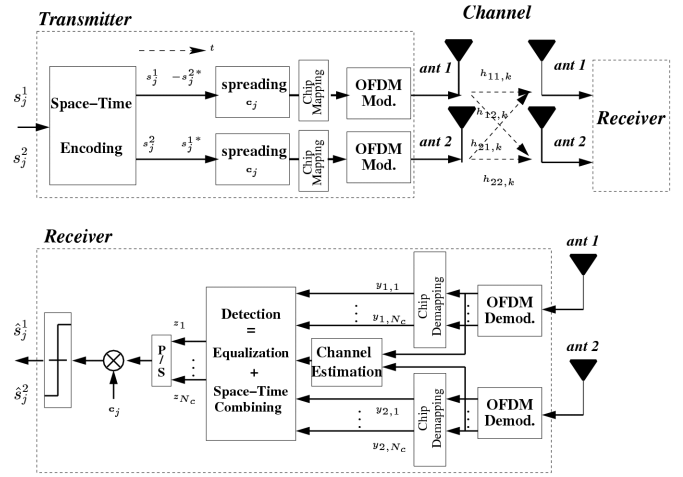 Transmitter
Channel
t
s_j^1
s_j^2
Space–Time
Encoding
s_j^1 −s_j^2*
s_j^2 s_j^1*
spreading
c_j
spreading
c_j
Chip
Mapping
Chip
Mapping
OFDM
Mod.
OFDM
Mod.
ant 1
ant 2
h_11,k
h_12,k
h_21,k
h_22,k
ant 1
ant 2
Receiver
Receiver
ŝ_j^1
ŝ_j^2
c_j
P
/
S
z_1
z_Nc
Detection
=
Equalization
+
Space–Time
Combining
y_1,1
y_1,Nc
Channel
Estimation
y_2,1
y_2,Nc
Chip
Demapping
Chip
Demapping
OFDM
Demod.
OFDM
Demod.
ant 1
ant 2